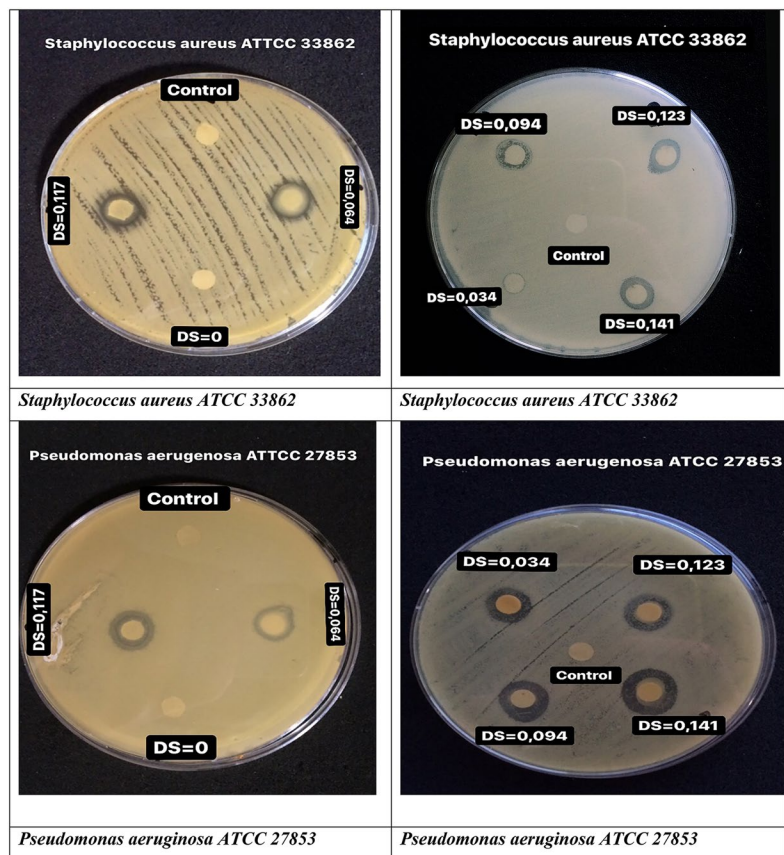 Staphylococcus aureus ATTCC 33862
Control
DS=0,117
DS=0,064
DS=0
Staphylococcus aureus ATCC 33862
DS=0,094
DS=0,123
Control
DS=0,034
DS=0,141
Staphylococcus aureus ATCC 33862
Staphylococcus aureus ATCC 33862
Pseudomonas aerugenosa ATTCC 27853
Control
DS=0,117
DS=0,064
DS=0
Pseudomonas aerugenosa ATCC 27853
DS=0,034
DS=0,123
Control
DS=0,094
DS=0,141
Pseudomonas aeruginosa ATCC 27853
Pseudomonas aeruginosa ATCC 27853